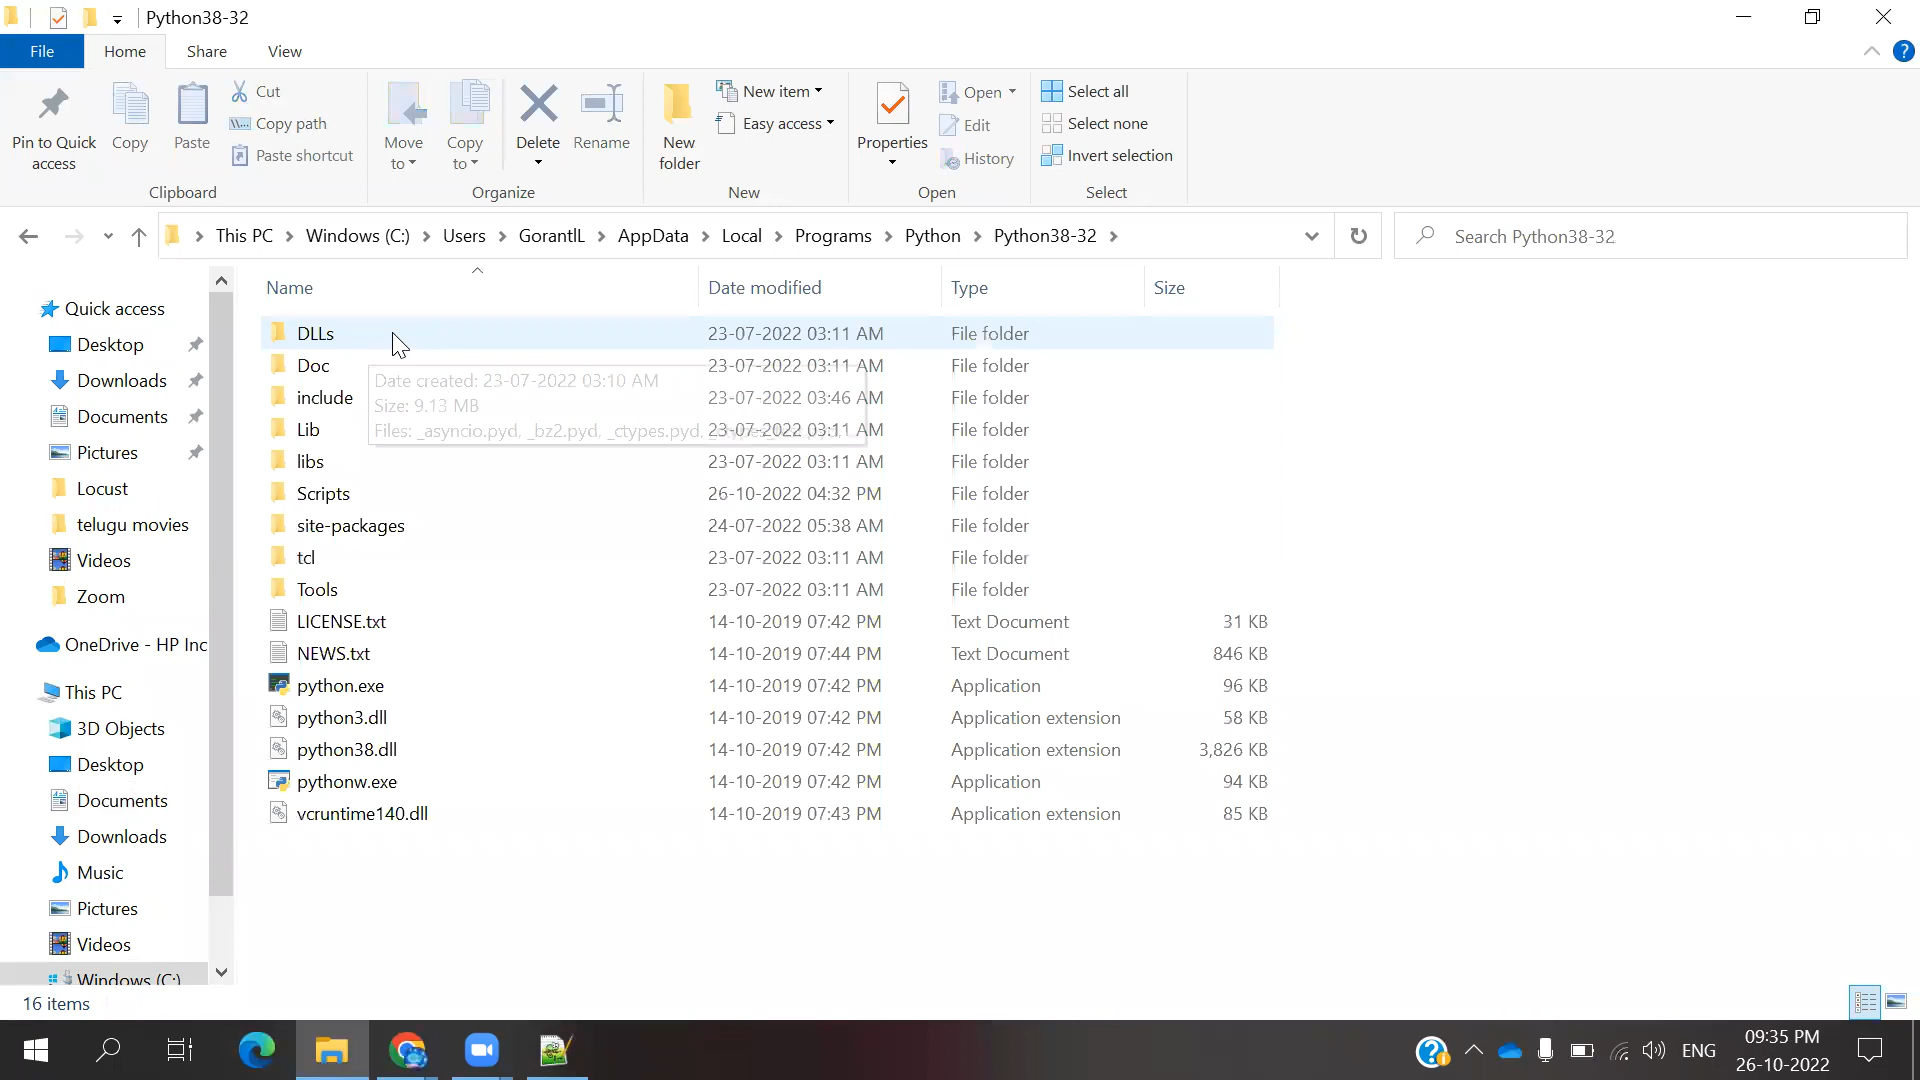 Python38-32
File Home Share View
Pin to Quick access
Copy
Paste
Cut
Copy path
Paste shortcut
Clipboard
Move to
Copy to
Delete
Rename
Organize
New folder
New item
Easy access
New
Properties
Open
Edit
History
Open
Select all
Select none
Invert selection
Select
This PC Windows (C:) Users GorantlL AppData Local Programs Python Python38-32
Search Python38-32
Quick access
Desktop
Downloads
Documents
Pictures
Locust
telugu movies
Videos
Zoom
OneDrive - HP Inc
This PC
3D Objects
Desktop
Documents
Downloads
Music
Pictures
Videos
Windows (C:)
Name Date modified Type Size
DLLs 23-07-2022 03:11 AM File folder
Doc 23-07-2022 03:11 AM File folder
include 23-07-2022 03:46 AM File folder
Lib 23-07-2022 03:11 AM File folder
libs 23-07-2022 03:11 AM File folder
Scripts 26-10-2022 04:32 PM File folder
site-packages 24-07-2022 05:38 AM File folder
tcl 23-07-2022 03:11 AM File folder
Tools 23-07-2022 03:11 AM File folder
LICENSE.txt 14-10-2019 07:42 PM Text Document 31 KB
NEWS.txt 14-10-2019 07:44 PM Text Document 846 KB
python.exe 14-10-2019 07:42 PM Application 96 KB
python3.dll 14-10-2019 07:42 PM Application extension 58 KB
python38.dll 14-10-2019 07:42 PM Application extension 3,826 KB
pythonw.exe 14-10-2019 07:42 PM Application 94 KB
vcruntime140.dll 14-10-2019 07:43 PM Application extension 85 KB
Date created: 23-07-2022 03:10 AM
Size: 9.13 MB
Files: _asyncio.pyd, _bz2.pyd, _ctypes.pyd,
16 items
ENG
09:35 PM
26-10-2022